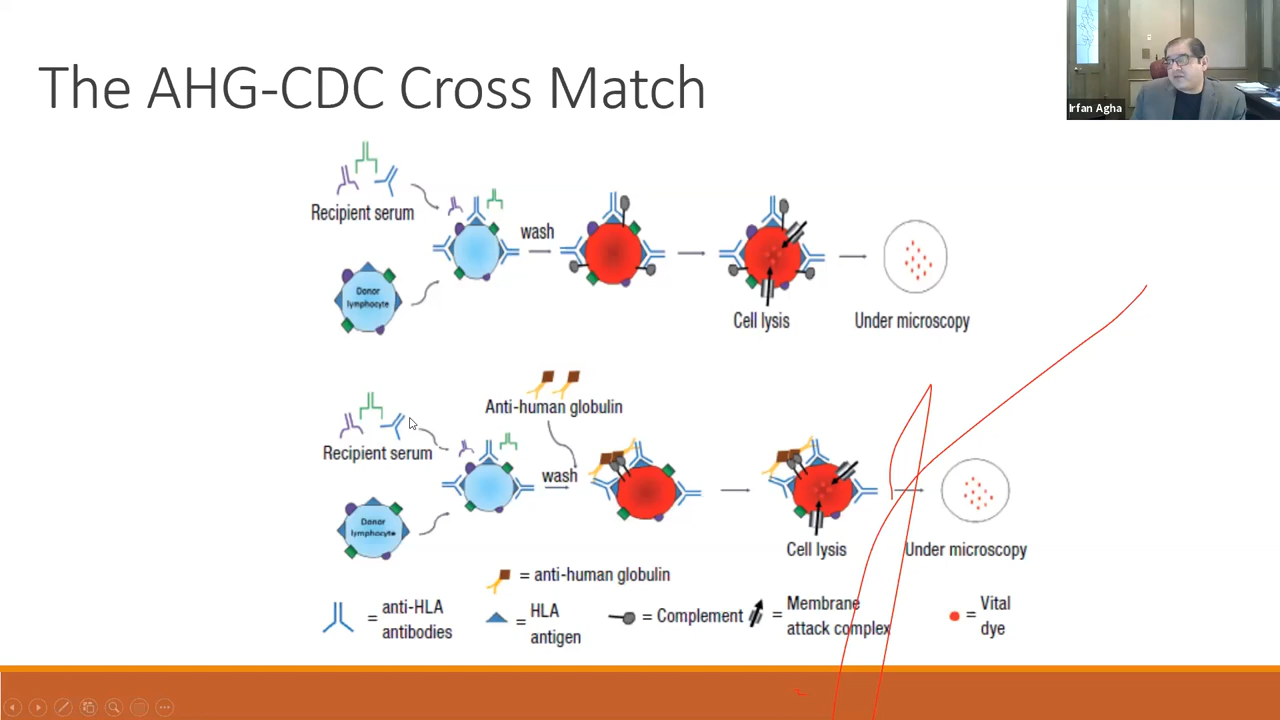 The AHG-CDC Cross Match
Irfan Agha
Recipient serum
Donor
lymphocyte
wash
Cell lysis
Under microscopy
Anti-human globulin
Recipient serum
wash
Donor
lymphocyte
Cell lysis
Under microscopy
= anti-human globulin
= anti-HLA
antibodies
= HLA
antigen
= Complement
= Membrane
attack complex
= Vital
dye